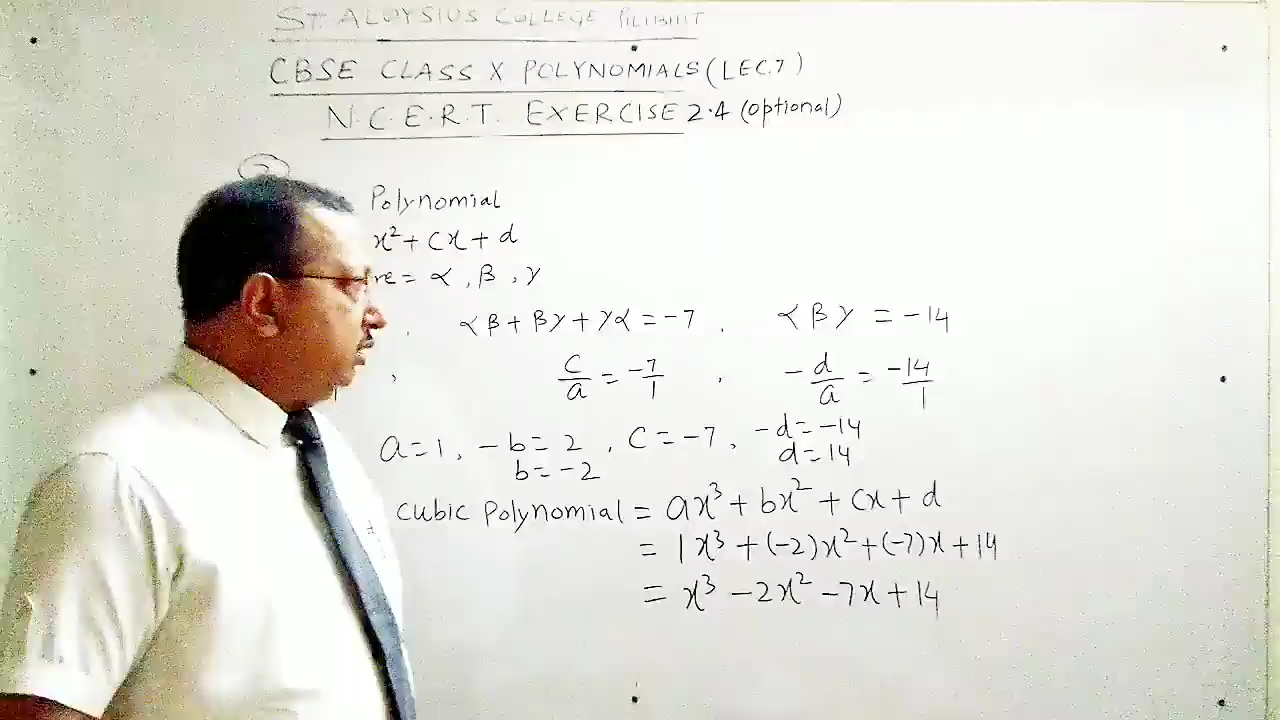 ST. ALOYSIUS COLLEGE PILIBHIT
CBSE CLASS X POLYNOMIALS (LEC.7)
N.C.E.R.T. EXERCISE 2.4 (optional)
2
Polynomial
x² + cx + d
re = α, β, γ
αβ + βγ + γα = -7, αβγ = -14
, c/a = -7/1, -d/a = -14/1
a = 1, -b = 2, c = -7, -d = -14
b = -2 d = 14
cubic Polynomial = ax³ + bx² + cx + d
= 1x³ + (-2)x² + (-7)x + 14
= x³ - 2x² - 7x + 14